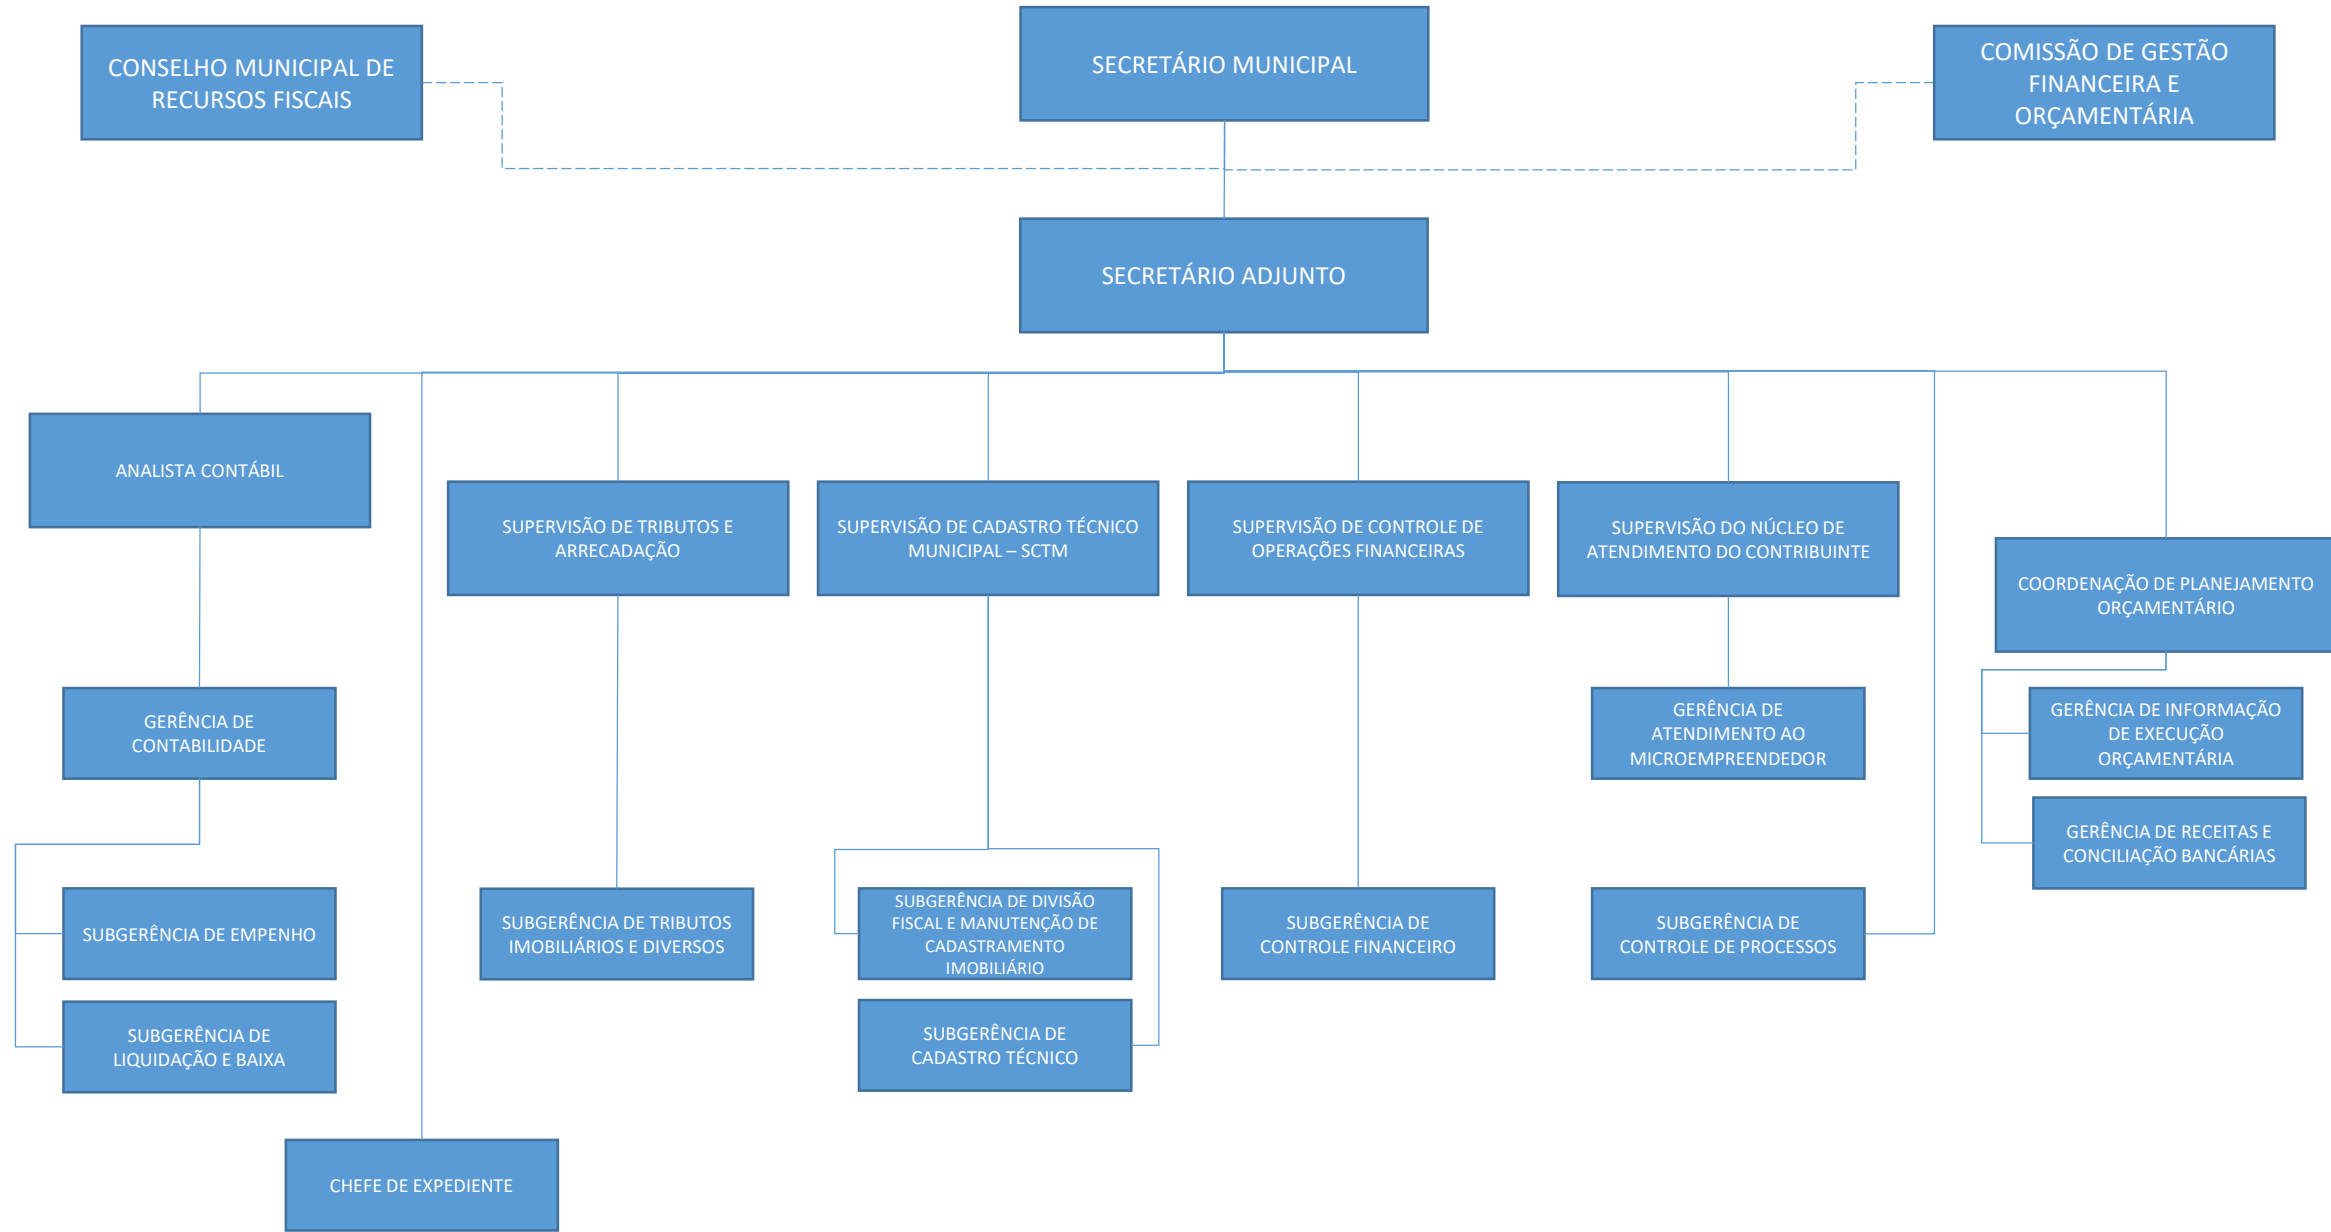 CONSELHO MUNICIPAL DE
RECURSOS FISCAIS
SECRETÁRIO MUNICIPAL
COMISSÃO DE GESTÃO
FINANCEIRA E
ORÇAMENTÁRIA
SECRETÁRIO ADJUNTO
ANALISTA CONTÁBIL
SUPERVISÃO DE TRIBUTOS E
ARRECADAÇÃO
SUPERVISÃO DE CADASTRO TÉCNICO
MUNICIPAL – SCTM
SUPERVISÃO DE CONTROLE DE
OPERAÇÕES FINANCEIRAS
SUPERVISÃO DO NÚCLEO DE
ATENDIMENTO DO CONTRIBUINTE
COORDENAÇÃO DE PLANEJAMENTO
ORÇAMENTÁRIO
GERÊNCIA DE
CONTABILIDADE
GERÊNCIA DE
ATENDIMENTO AO
MICROEMPREENDEDOR
GERÊNCIA DE INFORMAÇÃO
DE EXECUÇÃO
ORÇAMENTÁRIA
GERÊNCIA DE RECEITAS E
CONCILIAÇÃO BANCÁRIAS
SUBGERÊNCIA DE EMPENHO
SUBGERÊNCIA DE TRIBUTOS
IMOBILIÁRIOS E DIVERSOS
SUBGERÊNCIA DE DIVISÃO
FISCAL E MANUTENÇÃO DE
CADASTRAMENTO
IMOBILIÁRIO
SUBGERÊNCIA DE
CONTROLE FINANCEIRO
SUBGERÊNCIA DE
CONTROLE DE PROCESSOS
SUBGERÊNCIA DE
LIQUIDAÇÃO E BAIXA
SUBGERÊNCIA DE
CADASTRO TÉCNICO
CHEFE DE EXPEDIENTE